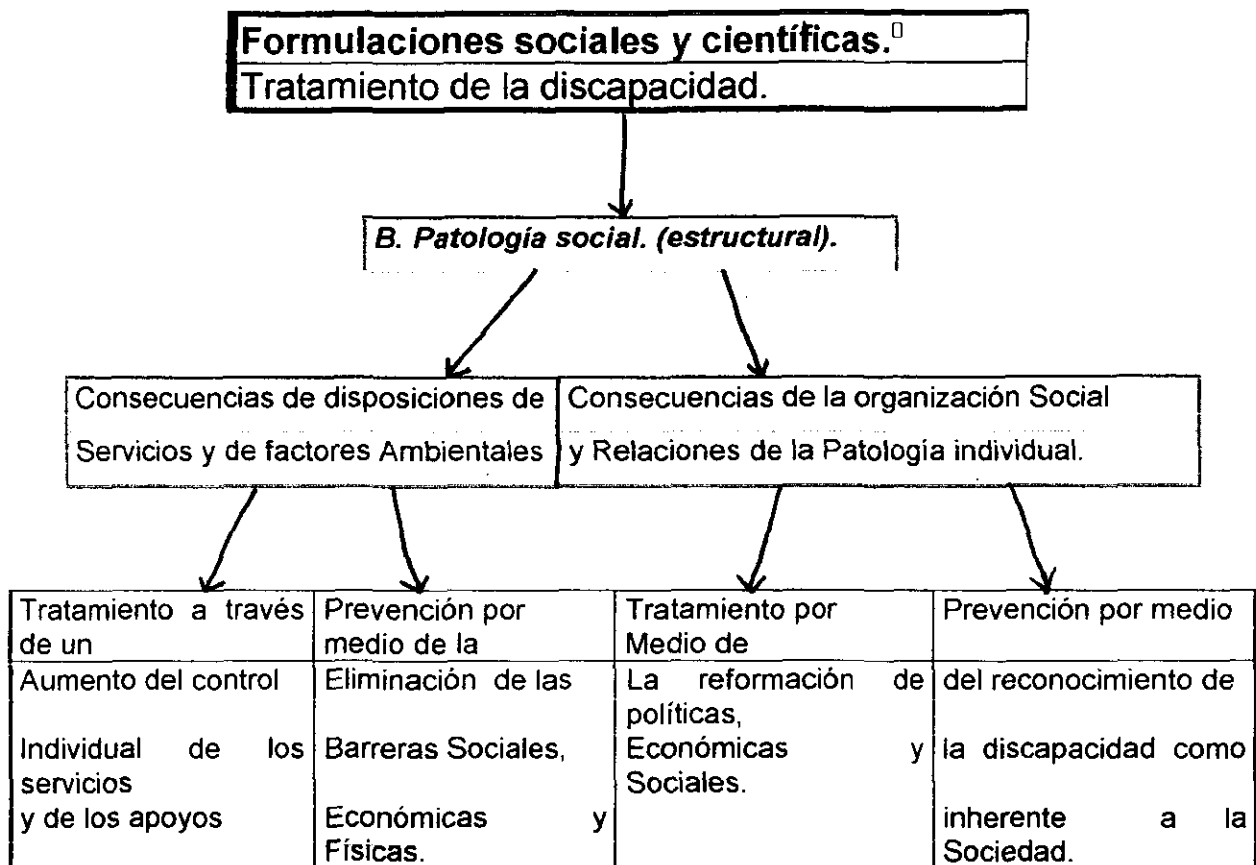 Formulaciones sociales y científicas.
Tratamiento de la discapacidad.
B. Patología social. (estructural).
Consecuencias de disposiciones de
Servicios y de factores Ambientales
Consecuencias de la organización Social
y Relaciones de la Patología individual.
Tratamiento a través
de un
Aumento del control
Individual de los
servicios
y de los apoyos
Prevención por
medio de la
Eliminación de las
Barreras Sociales,
Económicas y
Físicas.
Tratamiento por
Medio de
La reformación de
políticas,
Económicas y
Sociales.
Prevención por medio
del reconocimiento de
la discapacidad como
inherente a la
Sociedad.